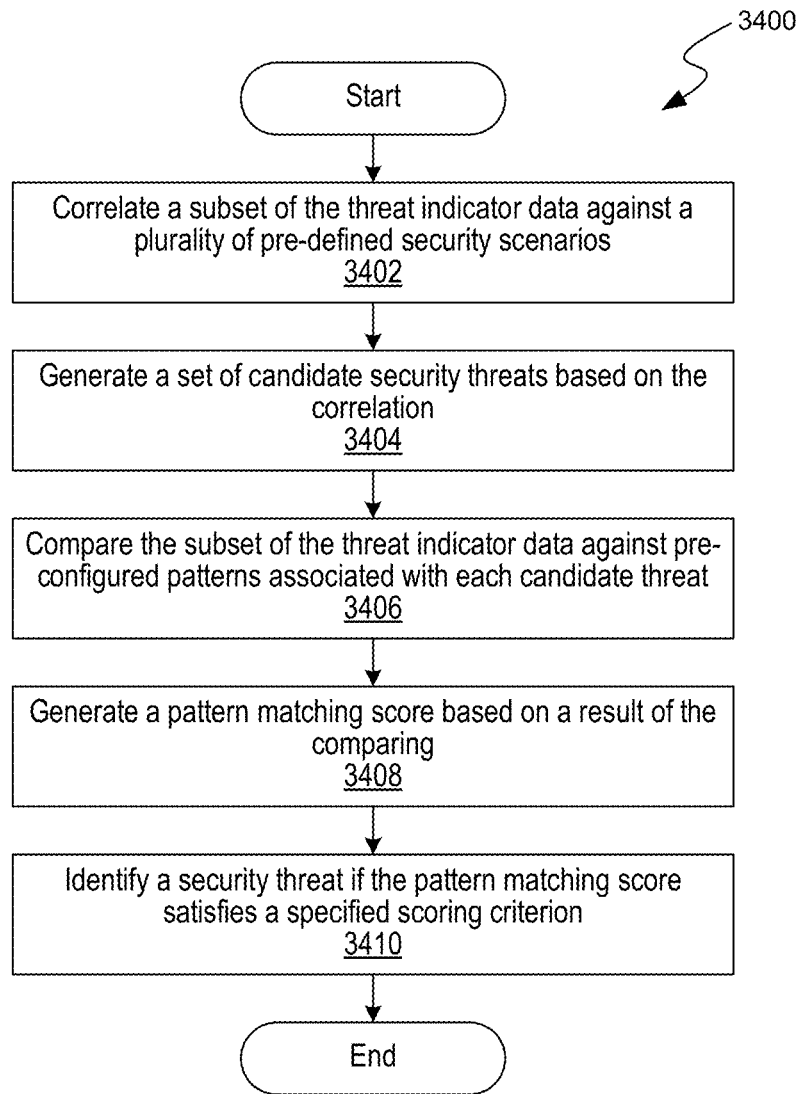 3400
Start
Correlate a subset of the threat indicator data against a
plurality of pre-defined security scenarios
3402
Generate a set of candidate security threats based on the
correlation
3404
Compare the subset of the threat indicator data against pre-
configured patterns associated with each candidate threat
3406
Generate a pattern matching score based on a result of the
comparing
3408
Identify a security threat if the pattern matching score
satisfies a specified scoring criterion
3410
End